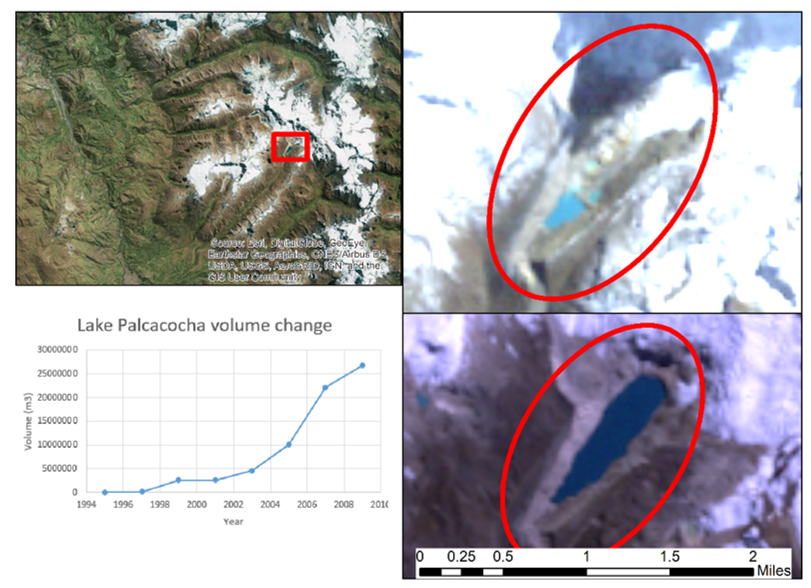 Source: Esri, DigitalGlobe, GeoEye,
Earthstar Geographics, CNES/Airbus DS,
USDA, USGS, AeroGRID, IGN, and the
GIS User Community
Lake Palcacocha volume change
30000000
25000000
20000000
15000000
10000000
5000000
0
Volume (m3)
1994 1996 1998 2000 2002 2004 2006 2008
Year
0 0.25 0.5 1 1.5 2
Miles